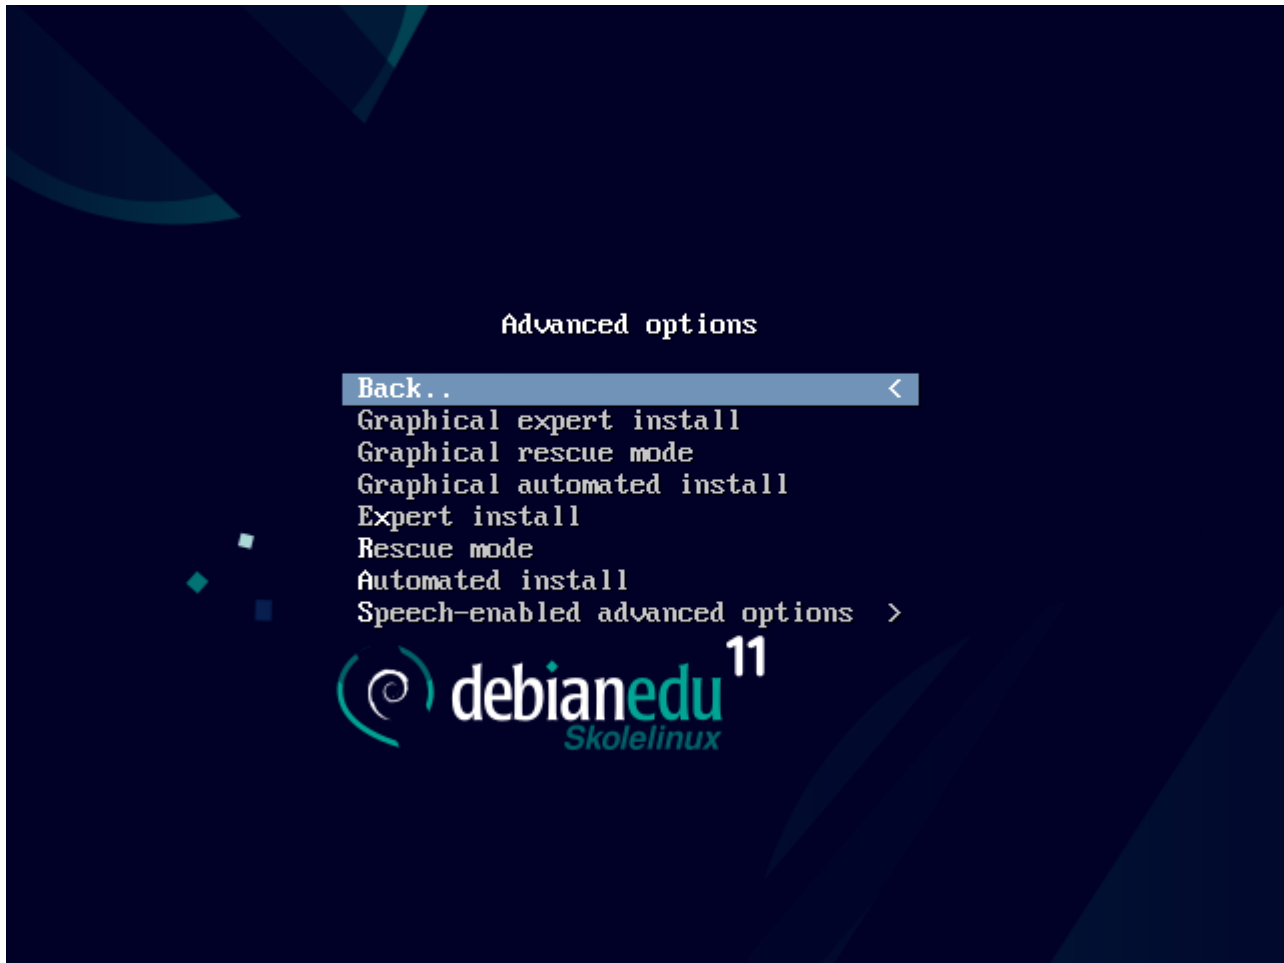 Advanced options
Back.. <
Graphical expert install
Graphical rescue mode
Graphical automated install
Expert install
Rescue mode
Automated install
Speech-enabled advanced options >
debianedu 11
Skolelinux